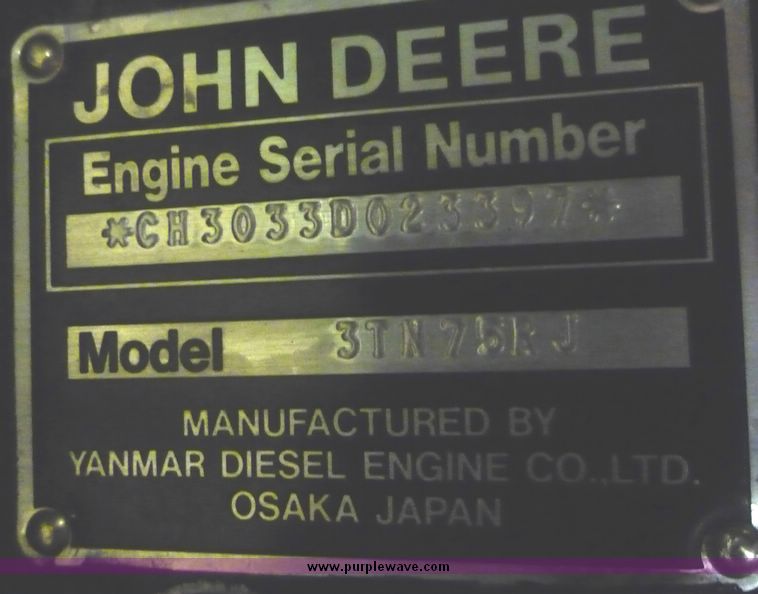 JOHN DEERE
Engine Serial Number
*CH3033D023397*
Model 3TN75RJ
MANUFACTURED BY
YANMAR DIESEL ENGINE CO.,LTD.
OSAKA JAPAN
www.purplewave.com